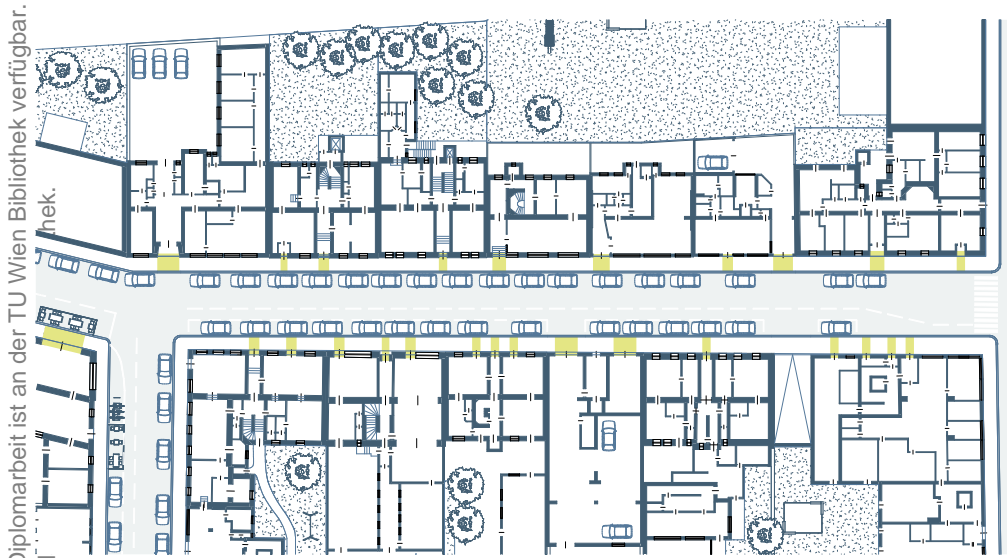 Diplomarbeit ist an der TU Wien Bibliothek verfügbar.
hek.